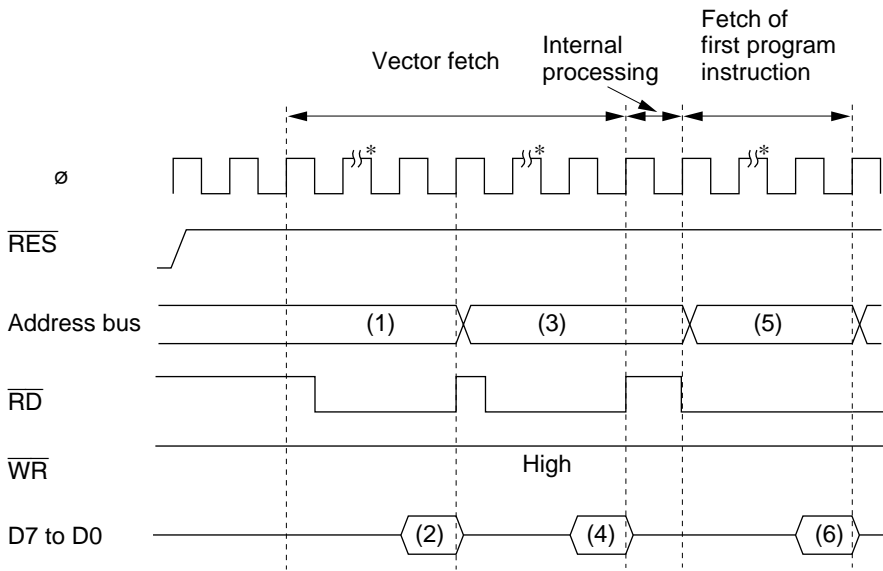 Vector fetch
Internal
processing
Fetch of
first program
instruction
* * *
ø
RES
Address bus (1) (3) (5)
RD
WR High
D7 to D0 (2) (4) (6)